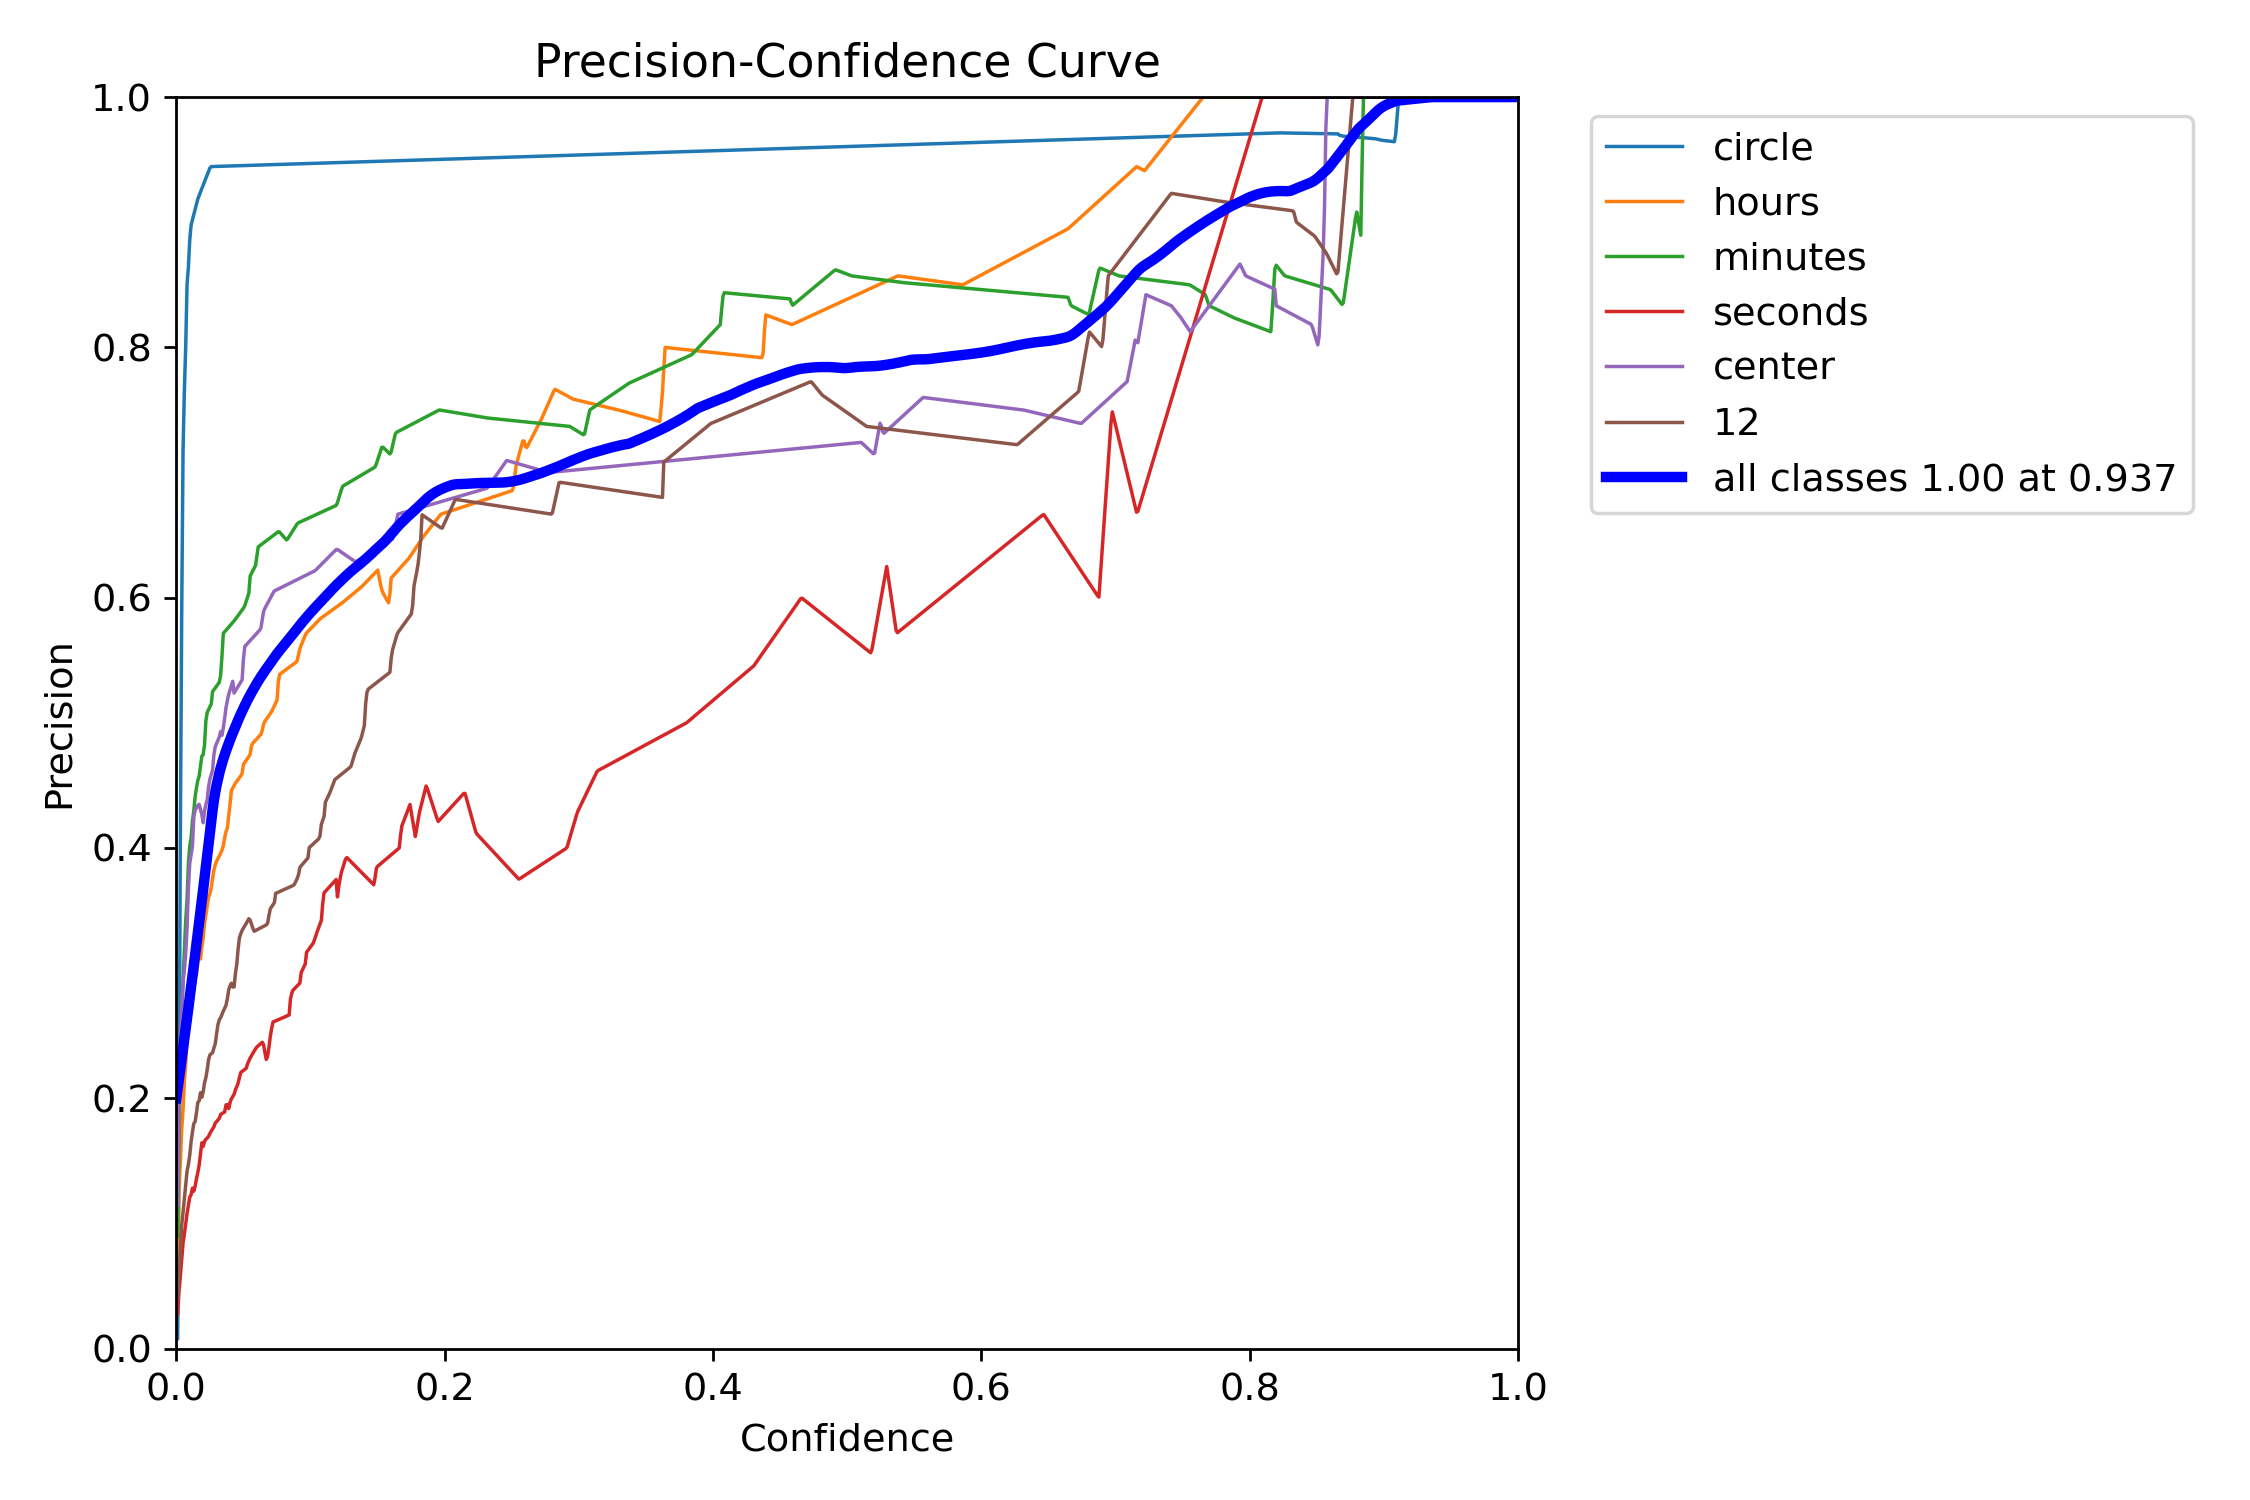 Precision-Confidence Curve
1.0
0.8
0.6
0.4
0.2
0.0
Precision
0.0 0.2 0.4 0.6 0.8 1.0
Confidence
circle
hours
minutes
seconds
center
12
all classes 1.00 at 0.937